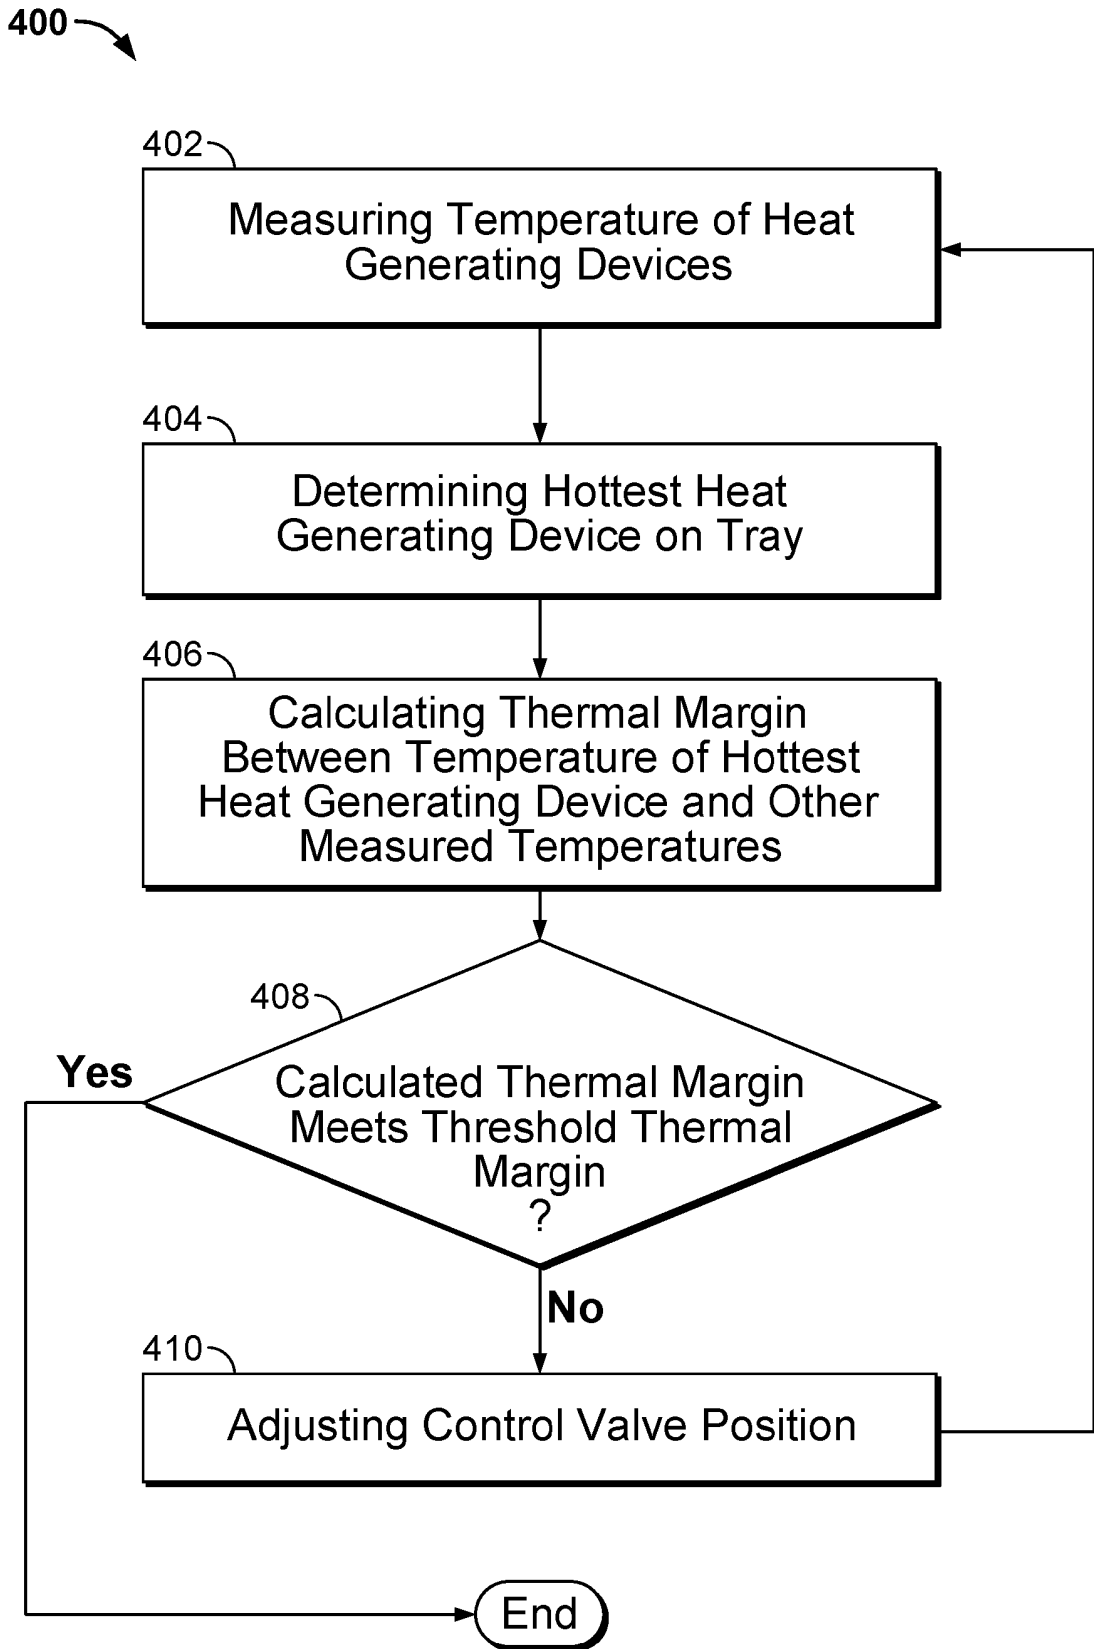 400
402
Measuring Temperature of Heat
Generating Devices
404
Determining Hottest Heat
Generating Device on Tray
406
Calculating Thermal Margin
Between Temperature of Hottest
Heat Generating Device and Other
Measured Temperatures
408
Yes
Calculated Thermal Margin
Meets Threshold Thermal
Margin
?
No
410
Adjusting Control Valve Position
End